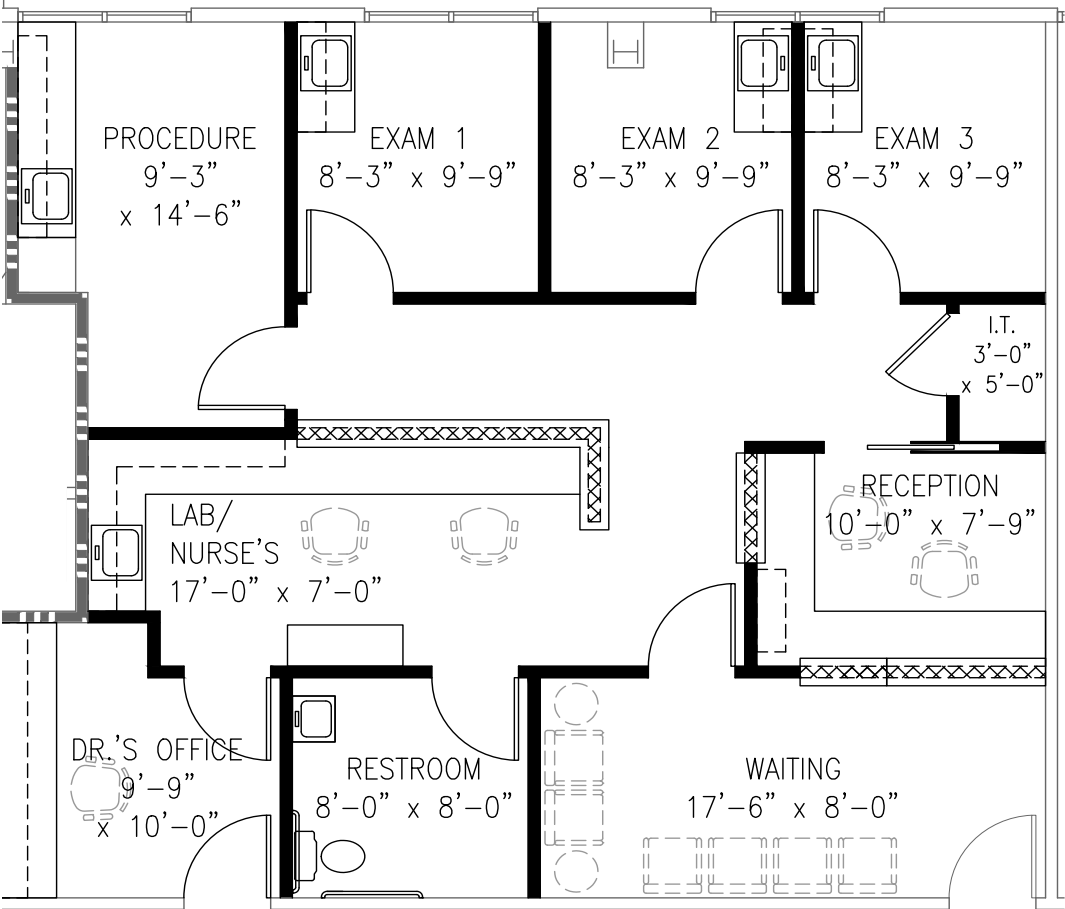 PROCEDURE
9'-3"
x 14'-6"
EXAM 1
8'-3" x 9'-9"
EXAM 2
8'-3" x 9'-9"
EXAM 3
8'-3" x 9'-9"
I.T.
3'-0"
x 5'-0"
LAB/
NURSE'S
17'-0" x 7'-0"
RECEPTION
10'-0" x 7'-9"
DR.'S OFFICE
9'-9"
x 10'-0"
RESTROOM
8'-0" x 8'-0"
WAITING
17'-6" x 8'-0"